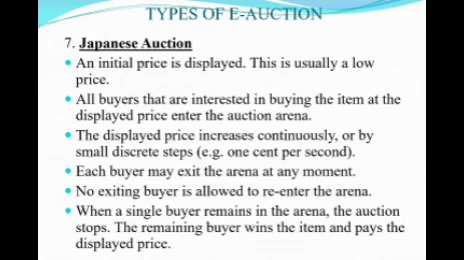 TYPES OF E-AUCTION
7. Japanese Auction
• An initial price is displayed. This is usually a low
price.
• All buyers that are interested in buying the item at the
displayed price enter the auction arena.
• The displayed price increases continuously, or by
small discrete steps (e.g. one cent per second).
• Each buyer may exit the arena at any moment.
• No exiting buyer is allowed to re-enter the arena.
• When a single buyer remains in the arena, the auction
stops. The remaining buyer wins the item and pays the
displayed price.